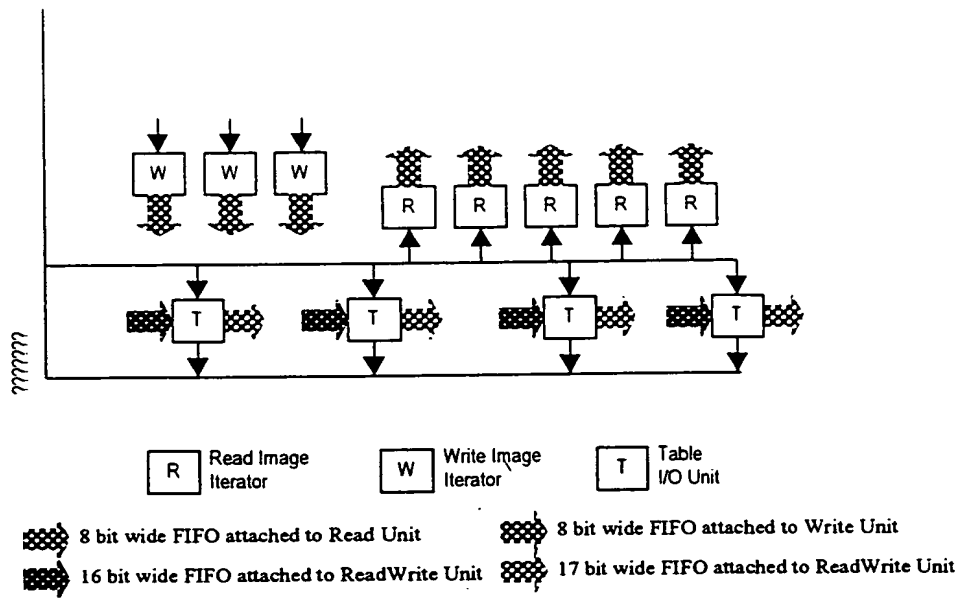 W W W
R R R R R
T T T T
???????
R Read Image W Write Image T Table
Iterator Iterator I/O Unit
8 bit wide FIFO attached to Read Unit 8 bit wide FIFO attached to Write Unit
16 bit wide FIFO attached to ReadWrite Unit 17 bit wide FIFO attached to ReadWrite Unit